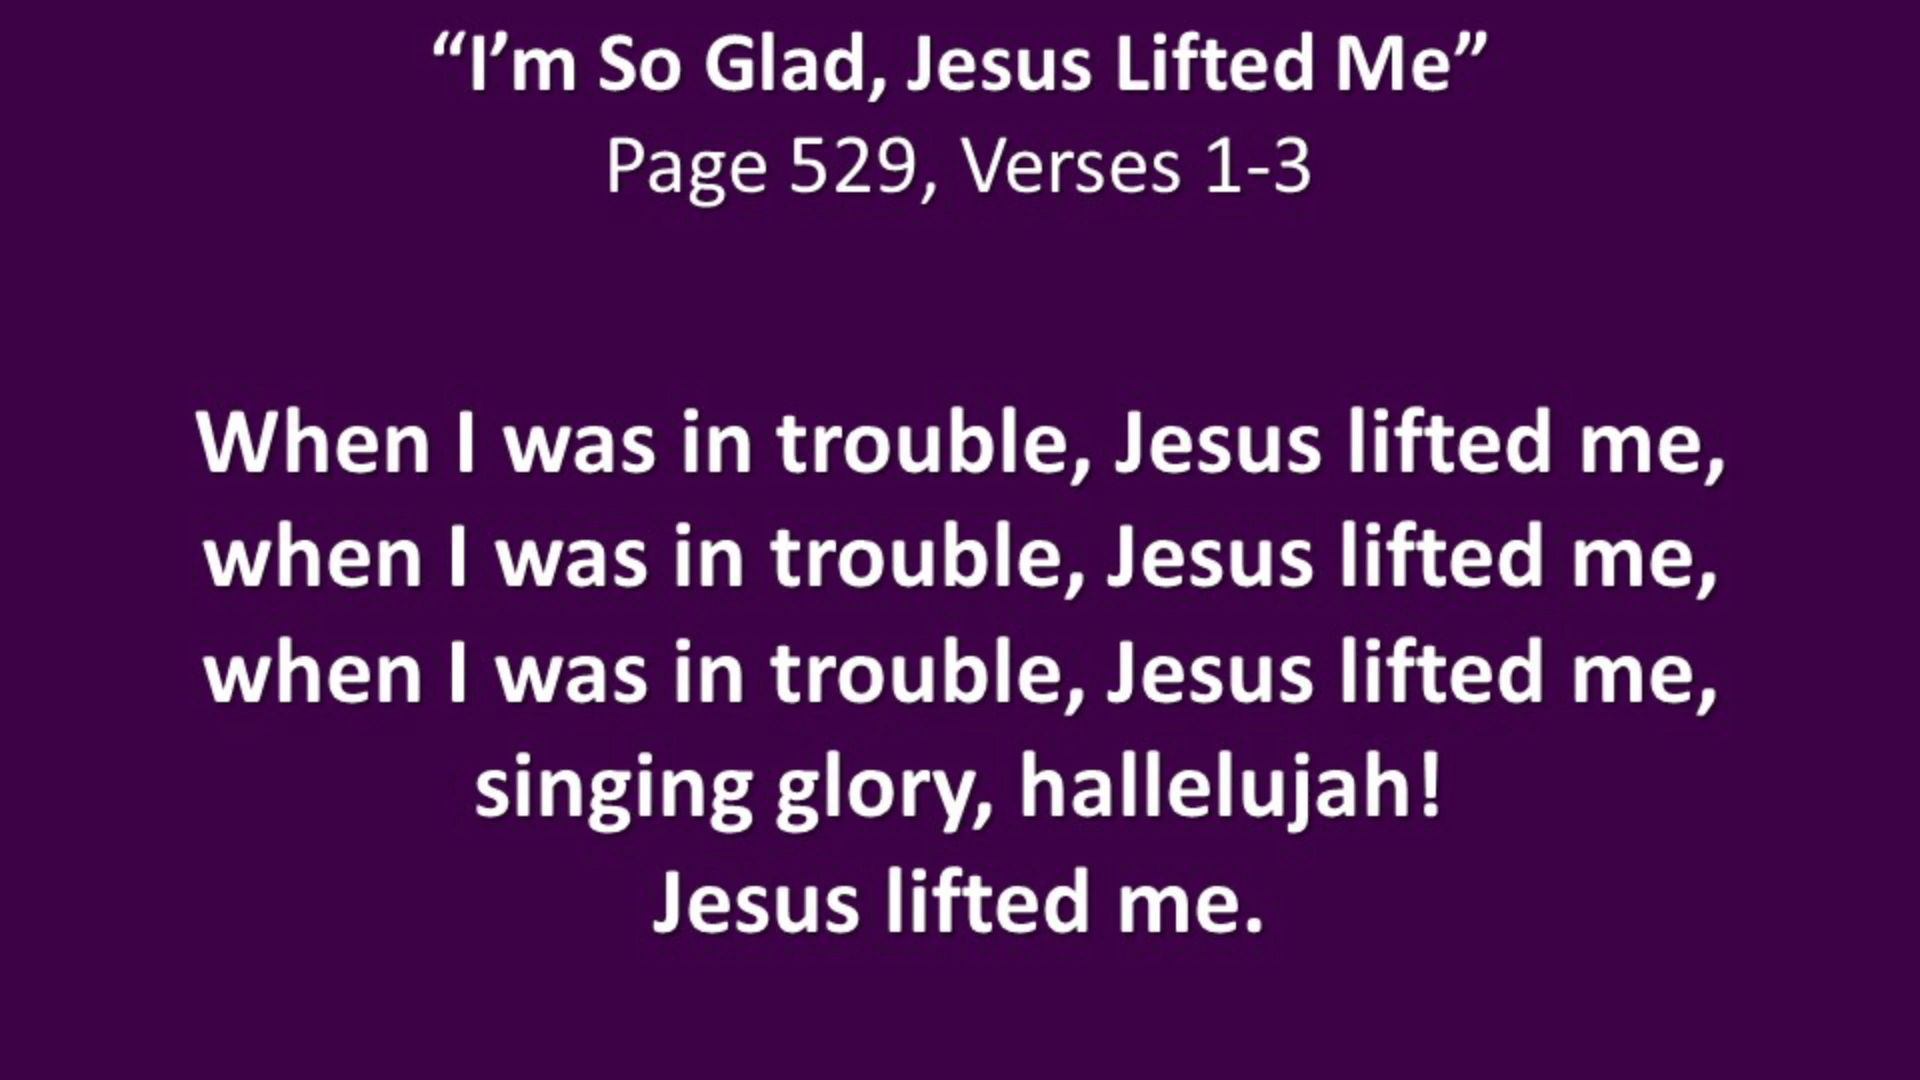 “I’m So Glad, Jesus Lifted Me”
Page 529, Verses 1-3
When I was in trouble, Jesus lifted me,
when I was in trouble, Jesus lifted me,
when I was in trouble, Jesus lifted me,
singing glory, hallelujah!
Jesus lifted me.